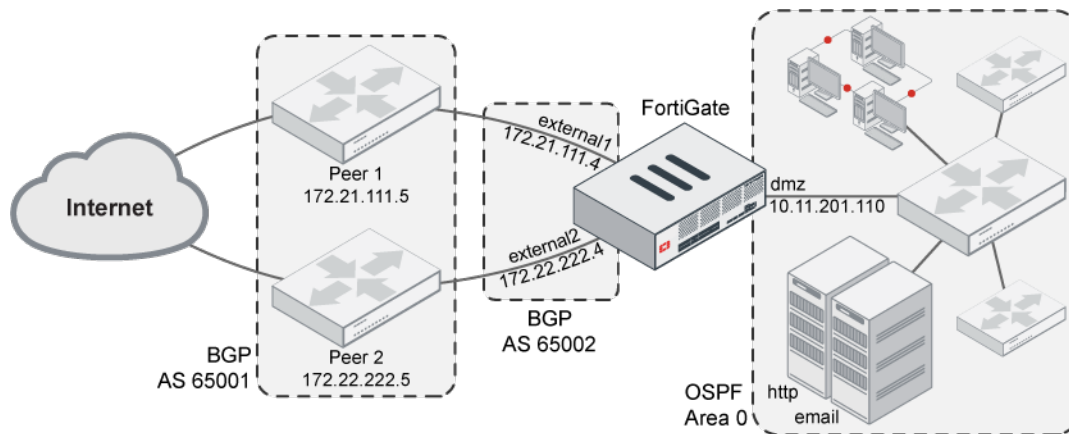 Internet
Peer 1
172.21.111.5
Peer 2
172.22.222.5
BGP
AS 65001
external1
172.21.111.4
external2
172.22.222.4
BGP
AS 65002
FortiGate
dmz
10.11.201.110
OSPF
Area 0
http
email